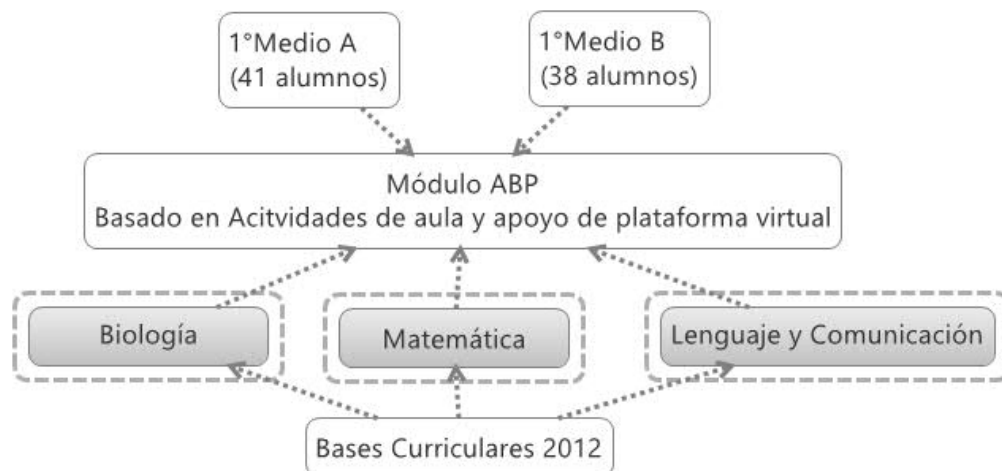 1°Medio A
(41 alumnos)
1°Medio B
(38 alumnos)
Módulo ABP
Basado en Acitvidades de aula y apoyo de plataforma virtual
Biología
Matemática
Lenguaje y Comunicación
Bases Curriculares 2012